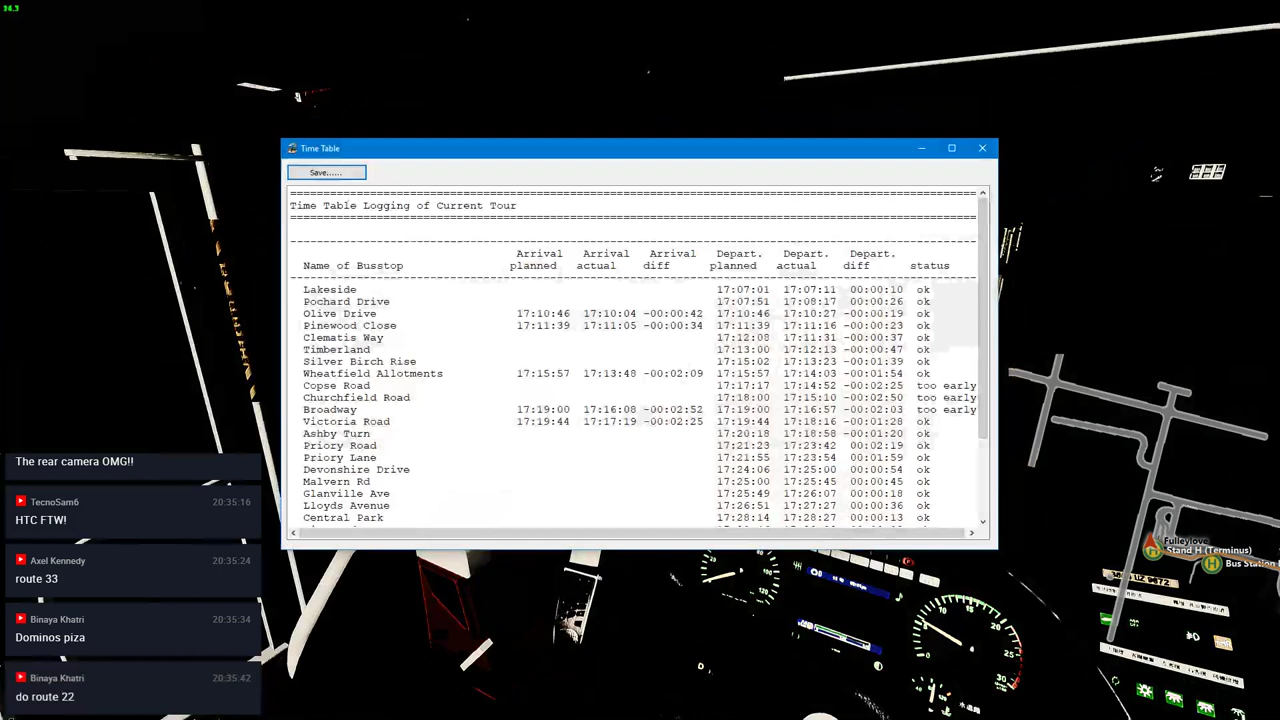 34.3
Time Table
Save......
Time Table Logging of Current Tour
Arrival Arrival Arrival Depart. Depart. Depart.
Name of Busstop planned actual diff planned actual diff status
Lakeside 17:07:01 17:07:11 00:00:10 ok
Pochard Drive 17:07:51 17:08:17 00:00:26 ok
Olive Drive 17:10:46 17:10:04 -00:00:42 17:10:46 17:10:27 -00:00:19 ok
Pinewood Close 17:11:39 17:11:05 -00:00:34 17:11:39 17:11:16 -00:00:23 ok
Clematis Way 17:12:08 17:11:31 -00:00:37 ok
Timberland 17:13:00 17:12:13 -00:00:47 ok
Silver Birch Rise 17:15:02 17:13:23 -00:01:39 ok
Wheatfield Allotments 17:15:57 17:13:48 -00:02:09 17:15:57 17:14:03 -00:01:54 ok
Copse Road 17:17:17 17:14:52 -00:02:25 too early
Churchfield Road 17:18:00 17:15:10 -00:02:50 too early
Broadway 17:19:00 17:16:08 -00:02:52 17:19:00 17:16:57 -00:02:03 too early
Victoria Road 17:19:44 17:17:19 -00:02:25 17:19:44 17:18:16 -00:01:28 ok
Ashby Turn 17:20:18 17:18:58 -00:01:20 ok
Priory Road 17:21:23 17:23:42 00:02:19 ok
Priory Lane 17:21:55 17:23:54 00:01:59 ok
Devonshire Drive 17:24:06 17:25:00 00:00:54 ok
Malvern Rd 17:25:00 17:25:45 00:00:45 ok
Glanville Ave 17:25:49 17:26:07 00:00:18 ok
Lloyds Avenue 17:26:51 17:27:27 00:00:36 ok
Central Park 17:28:14 17:28:27 00:00:13 ok
The rear camera OMG!!
TecnoSam6 20:35:16
HTC FTW!
Axel Kennedy 20:35:24
route 33
Binaya Khatri 20:35:34
Dominos piza
Binaya Khatri 20:35:42
do route 22
Fulleylove
Stand H (Terminus)
Bus Station
20
120
0
5
10
15
20
25
30
D